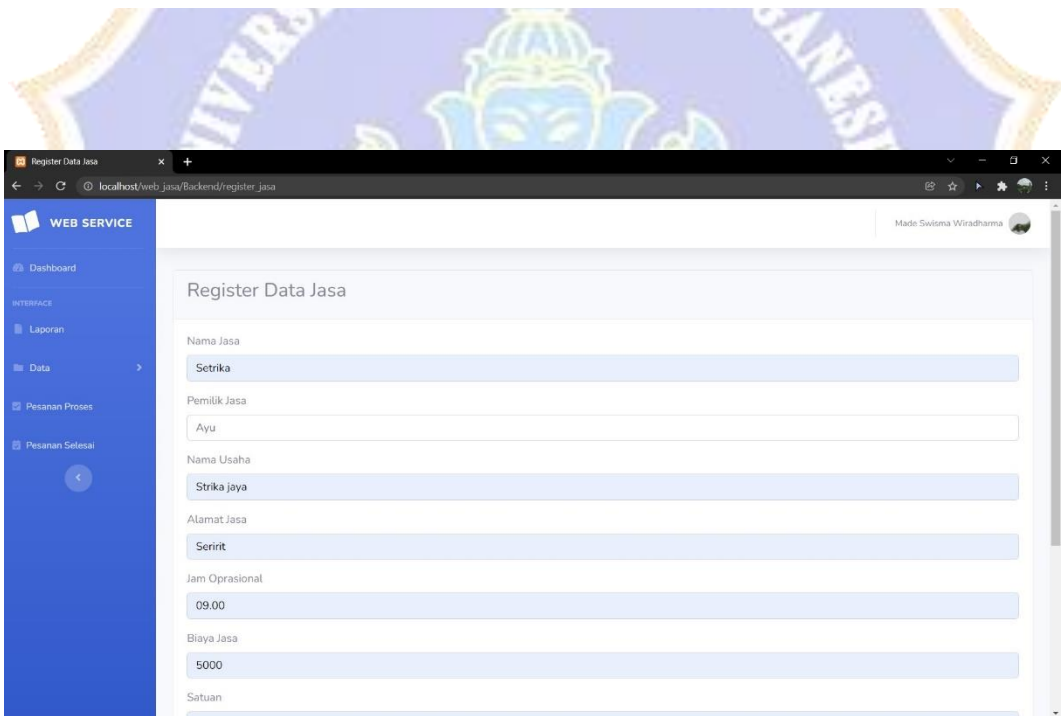 Register Data Jasa
localhost/web_jasa/Backend/register_jasa
WEB SERVICE
Made Swisma Wiradharma
Dashboard
INTERFACE
Laporan
Data
Pesanan Proses
Pesanan Selesai
Register Data Jasa
Nama Jasa
Setrika
Pemilik Jasa
Ayu
Nama Usaha
Strika jaya
Alamat Jasa
Seririt
Jam Oprasional
09.00
Biaya Jasa
5000
Satuan